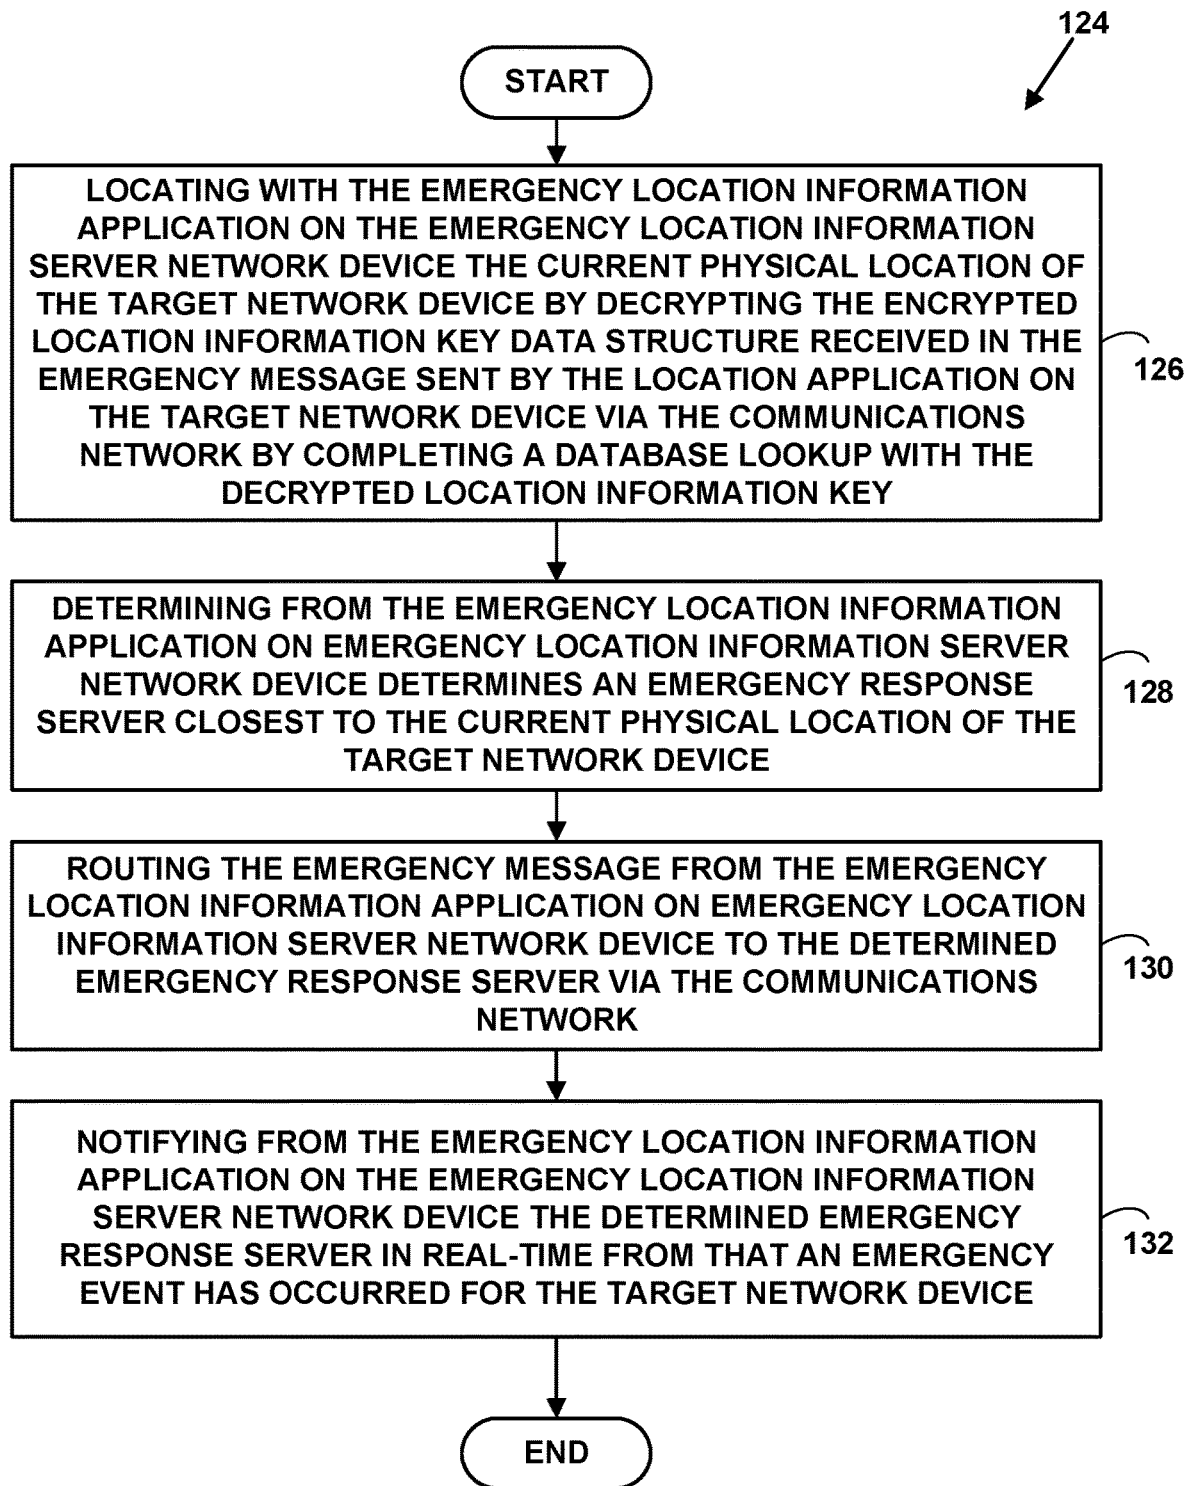 124
START
LOCATING WITH THE EMERGENCY LOCATION INFORMATION
APPLICATION ON THE EMERGENCY LOCATION INFORMATION
SERVER NETWORK DEVICE THE CURRENT PHYSICAL LOCATION OF
THE TARGET NETWORK DEVICE BY DECRYPTING THE ENCRYPTED
LOCATION INFORMATION KEY DATA STRUCTURE RECEIVED IN THE
EMERGENCY MESSAGE SENT BY THE LOCATION APPLICATION ON
THE TARGET NETWORK DEVICE VIA THE COMMUNICATIONS
NETWORK BY COMPLETING A DATABASE LOOKUP WITH THE
DECRYPTED LOCATION INFORMATION KEY
126
DETERMINING FROM THE EMERGENCY LOCATION INFORMATION
APPLICATION ON EMERGENCY LOCATION INFORMATION SERVER
NETWORK DEVICE DETERMINES AN EMERGENCY RESPONSE
SERVER CLOSEST TO THE CURRENT PHYSICAL LOCATION OF THE
TARGET NETWORK DEVICE
128
ROUTING THE EMERGENCY MESSAGE FROM THE EMERGENCY
LOCATION INFORMATION APPLICATION ON EMERGENCY LOCATION
INFORMATION SERVER NETWORK DEVICE TO THE DETERMINED
EMERGENCY RESPONSE SERVER VIA THE COMMUNICATIONS
NETWORK
130
NOTIFYING FROM THE EMERGENCY LOCATION INFORMATION
APPLICATION ON THE EMERGENCY LOCATION INFORMATION
SERVER NETWORK DEVICE THE DETERMINED EMERGENCY
RESPONSE SERVER IN REAL-TIME FROM THAT AN EMERGENCY
EVENT HAS OCCURRED FOR THE TARGET NETWORK DEVICE
132
END